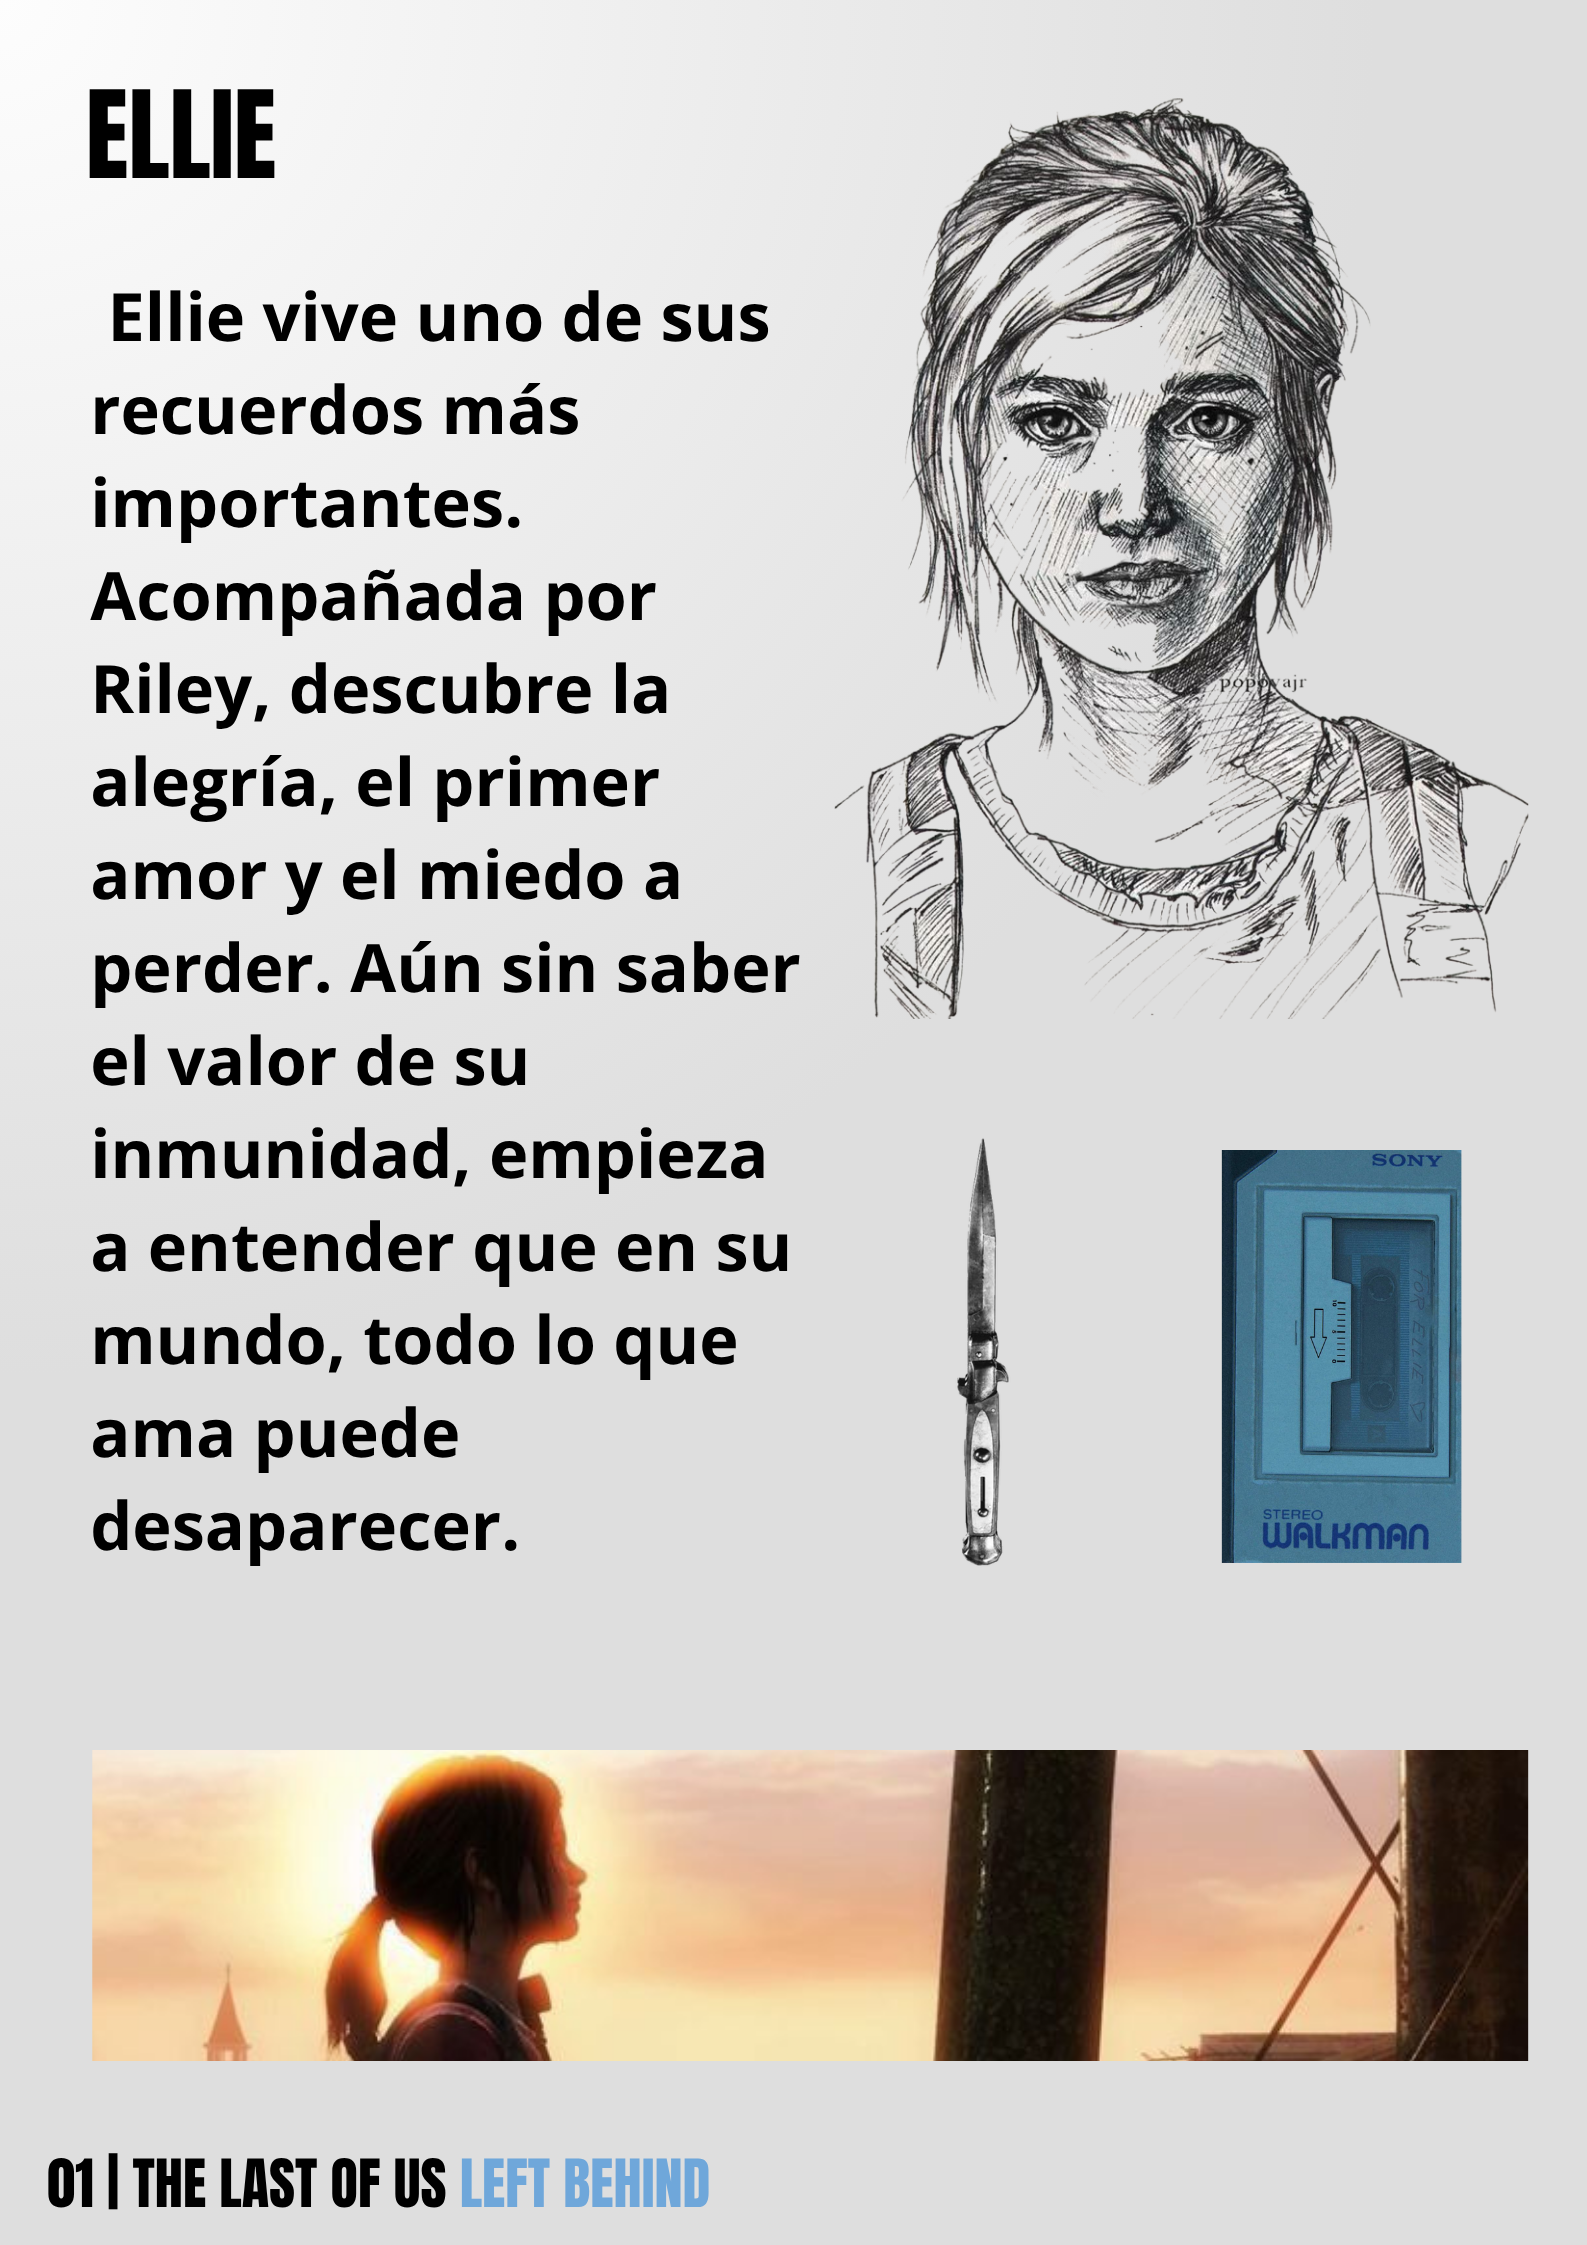 ELLIE
Ellie vive uno de sus
recuerdos más
importantes.
Acompañada por
Riley, descubre la
alegría, el primer
amor y el miedo a
perder. Aún sin saber
el valor de su
inmunidad, empieza
a entender que en su
mundo, todo lo que
ama puede
desaparecer.
popovajr
SONY
FOR ELLIE
STEREO
WALKMAN
01 | THE LAST OF US LEFT BEHIND